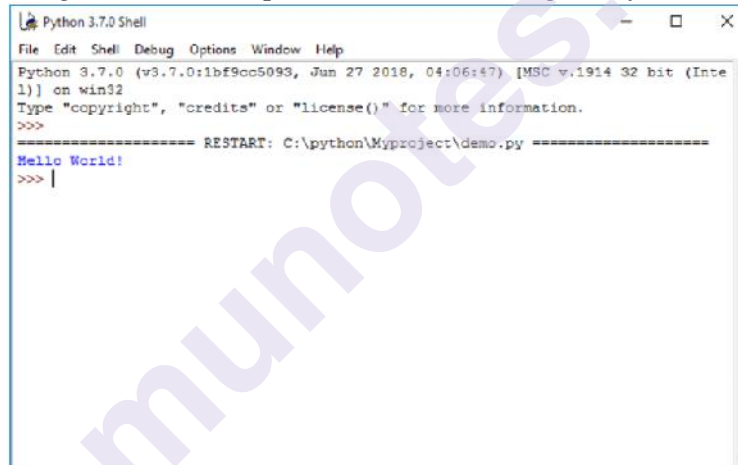 Python 3.7.0 Shell
File Edit Shell Debug Options Window Help
Python 3.7.0 (v3.7.0:1bf9cc5093, Jun 27 2018, 04:06:47) [MSC v.1914 32 bit (Inte
l)] on win32
Type "copyright", "credits" or "license()" for more information.
>>>
===================== RESTART: C:\python\Myproject\demo.py =====================
Hello World!
>>>
munotes.